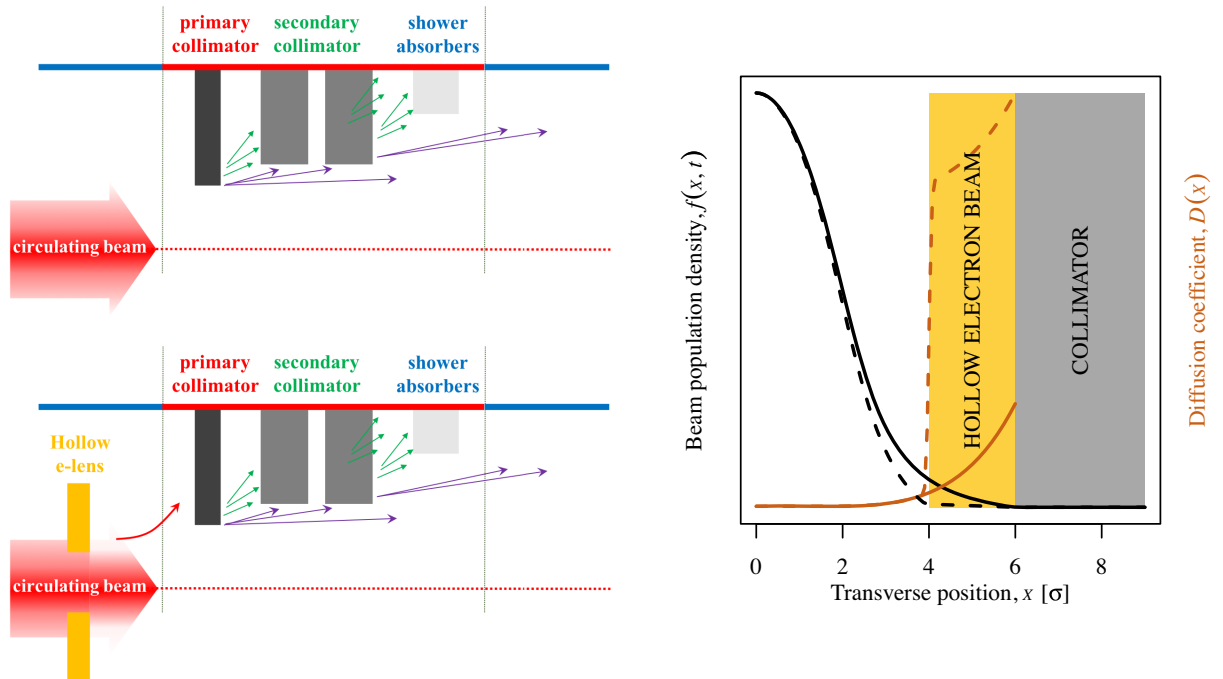 primary
collimator
secondary
collimator
shower
absorbers
circulating beam
primary
collimator
secondary
collimator
shower
absorbers
Hollow
e-lens
circulating beam
Beam population density, f(x, t)
HOLLOW ELECTRON BEAM
COLLIMATOR
Diffusion coefficient, D(x)
0 2 4 6 8
Transverse position, x [σ]